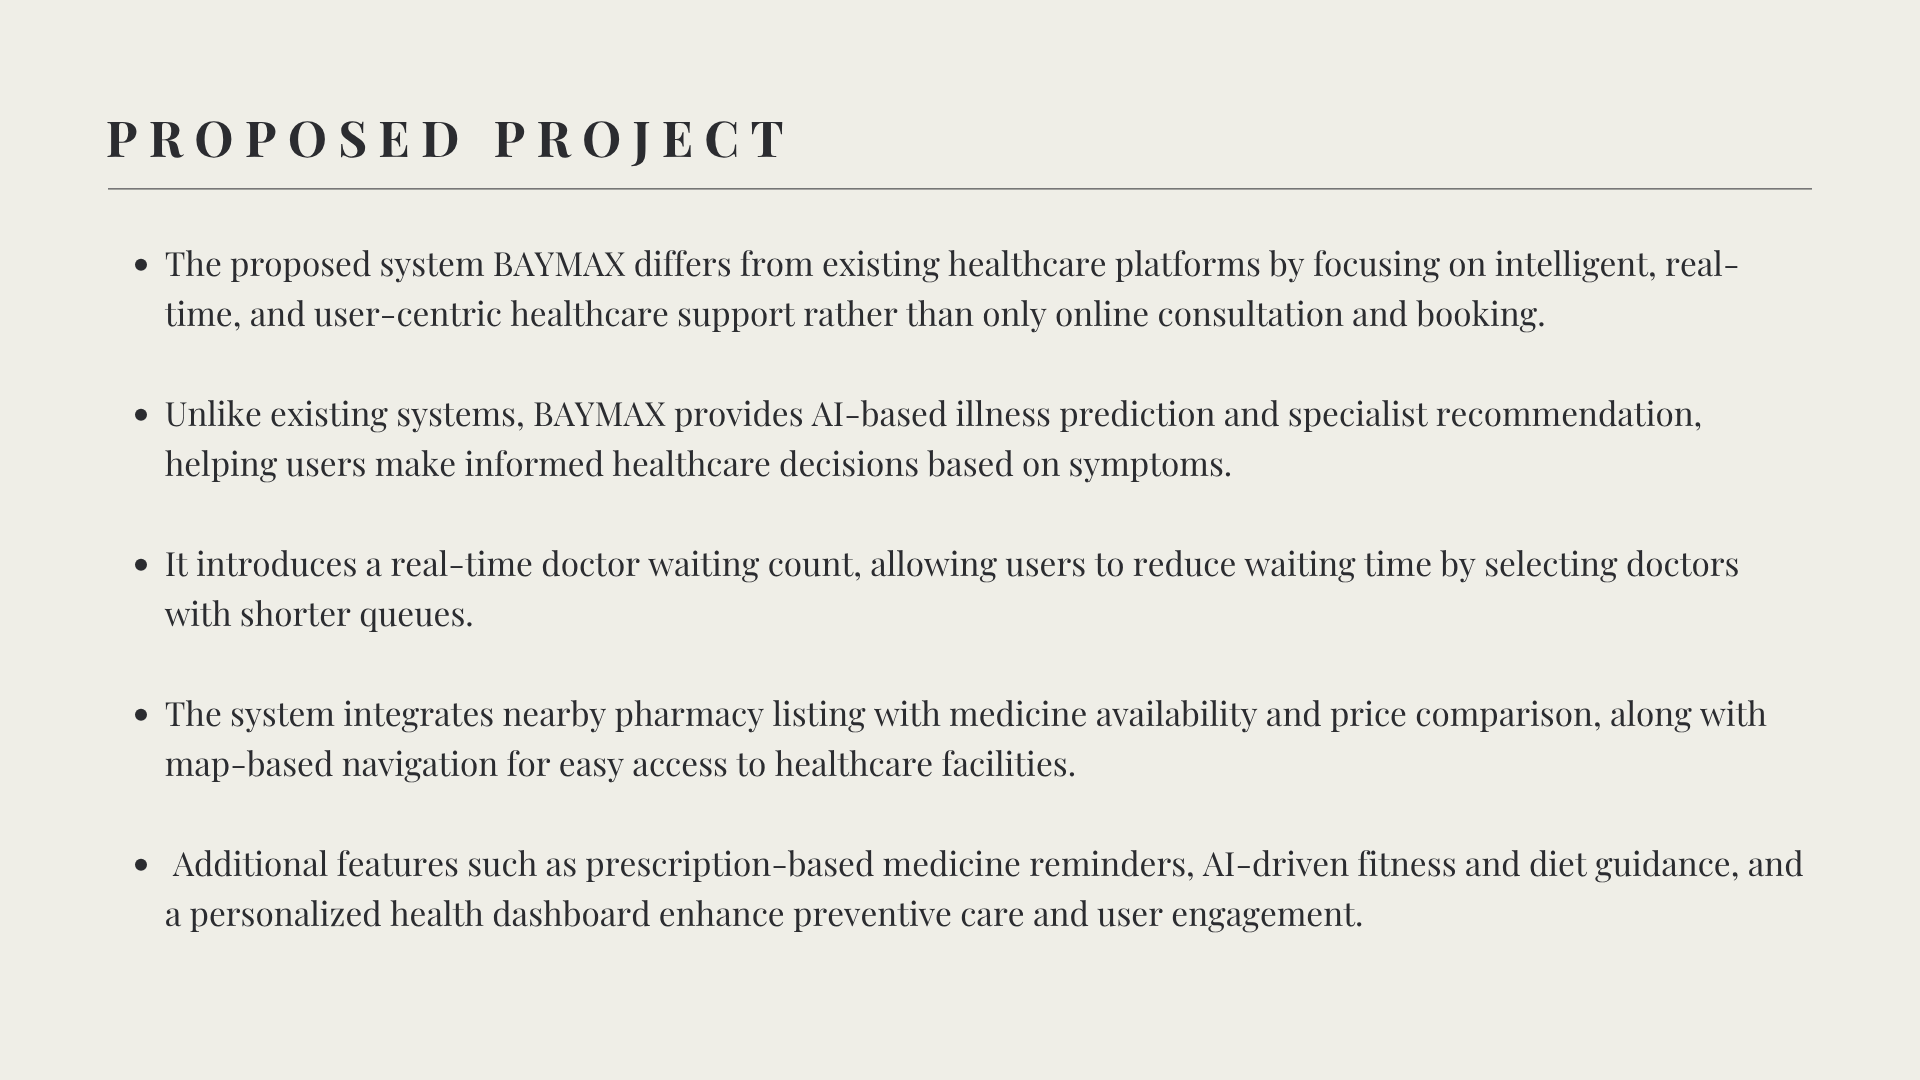 PROPOSED PROJECT
• The proposed system BAYMAX differs from existing healthcare platforms by focusing on intelligent, real-
time, and user-centric healthcare support rather than only online consultation and booking.
• Unlike existing systems, BAYMAX provides AI-based illness prediction and specialist recommendation,
helping users make informed healthcare decisions based on symptoms.
• It introduces a real-time doctor waiting count, allowing users to reduce waiting time by selecting doctors
with shorter queues.
• The system integrates nearby pharmacy listing with medicine availability and price comparison, along with
map-based navigation for easy access to healthcare facilities.
• Additional features such as prescription-based medicine reminders, AI-driven fitness and diet guidance, and
a personalized health dashboard enhance preventive care and user engagement.